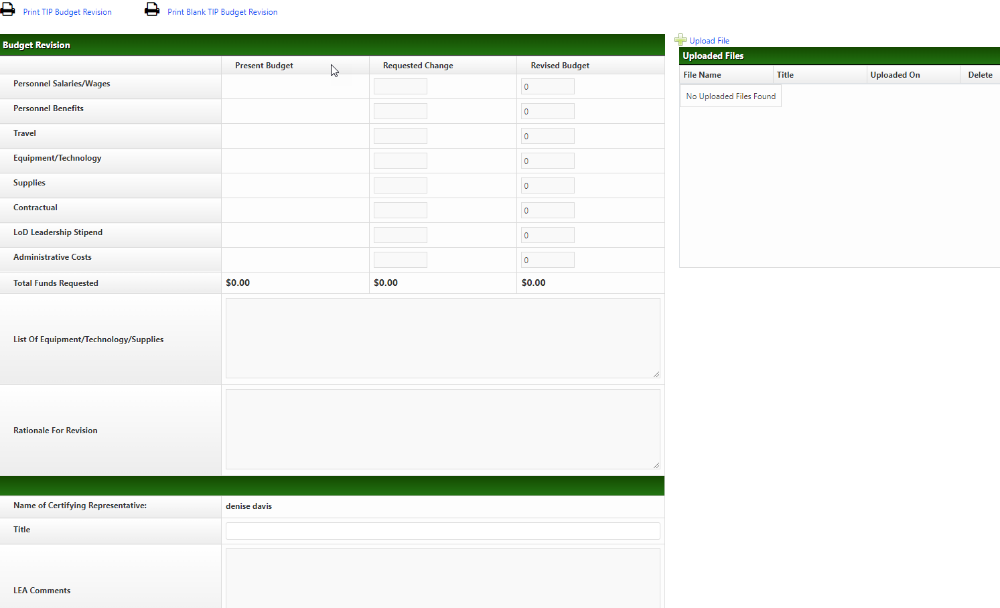 Print TIP Budget Revision Print Blank TIP Budget Revision
Upload File
Budget Revision
Uploaded Files
Present Budget Requested Change Revised Budget
File Name Title Uploaded On Delete
Personnel Salaries/Wages 0
No Uploaded Files Found
Personnel Benefits 0
Travel 0
Equipment/Technology 0
Supplies 0
Contractual 0
LoD Leadership Stipend 0
Administrative Costs 0
Total Funds Requested $0.00 $0.00 $0.00
List Of Equipment/Technology/Supplies
Rationale For Revision
Name of Certifying Representative: denise davis
Title
LEA Comments